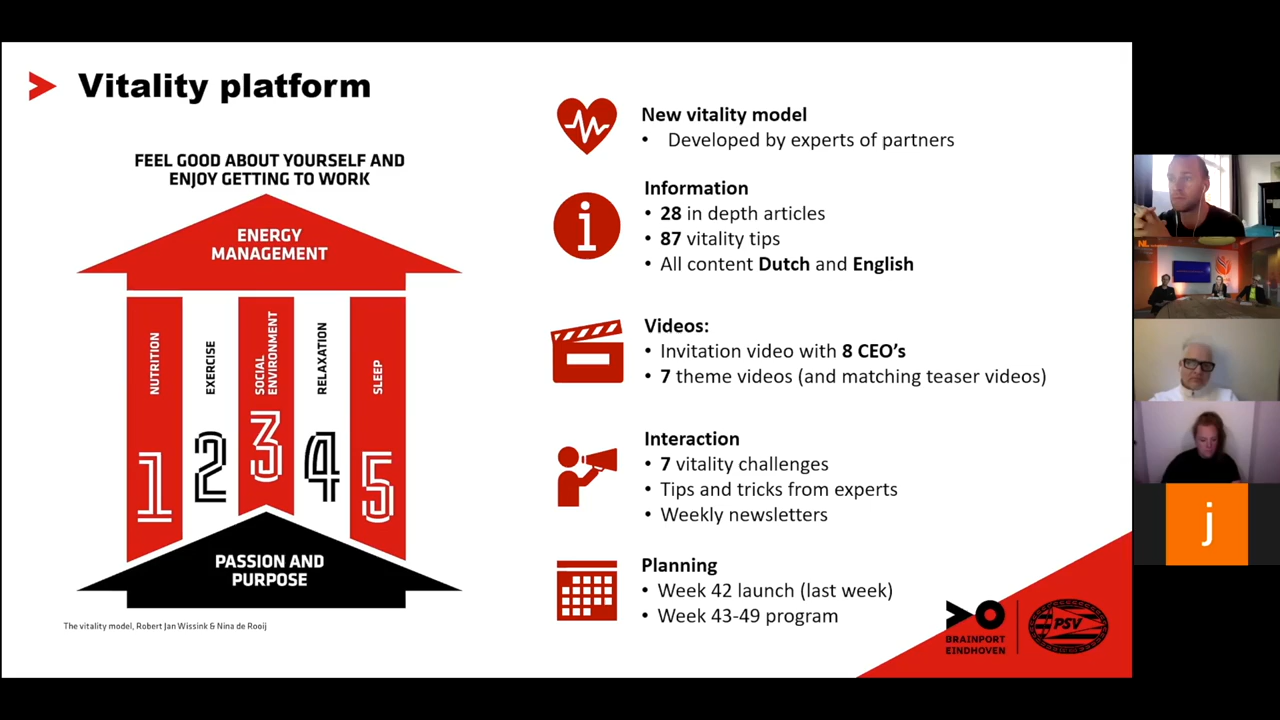 Vitality platform
FEEL GOOD ABOUT YOURSELF AND
ENJOY GETTING TO WORK
ENERGY
MANAGEMENT
NUTRITION
EXERCISE
SOCIAL
ENVIRONMENT
RELAXATION
SLEEP
1
2
3
4
5
PASSION AND
PURPOSE
The vitality model, Robert Jan Wissink & Nina de Rooij
New vitality model
• Developed by experts of partners
i
Information
• 28 in depth articles
• 87 vitality tips
• All content Dutch and English
Videos:
• Invitation video with 8 CEO's
• 7 theme videos (and matching teaser videos)
Interaction
• 7 vitality challenges
• Tips and tricks from experts
• Weekly newsletters
Planning
• Week 42 launch (last week)
• Week 43-49 program
BRAINPORT
EINDHOVEN
PSV
j